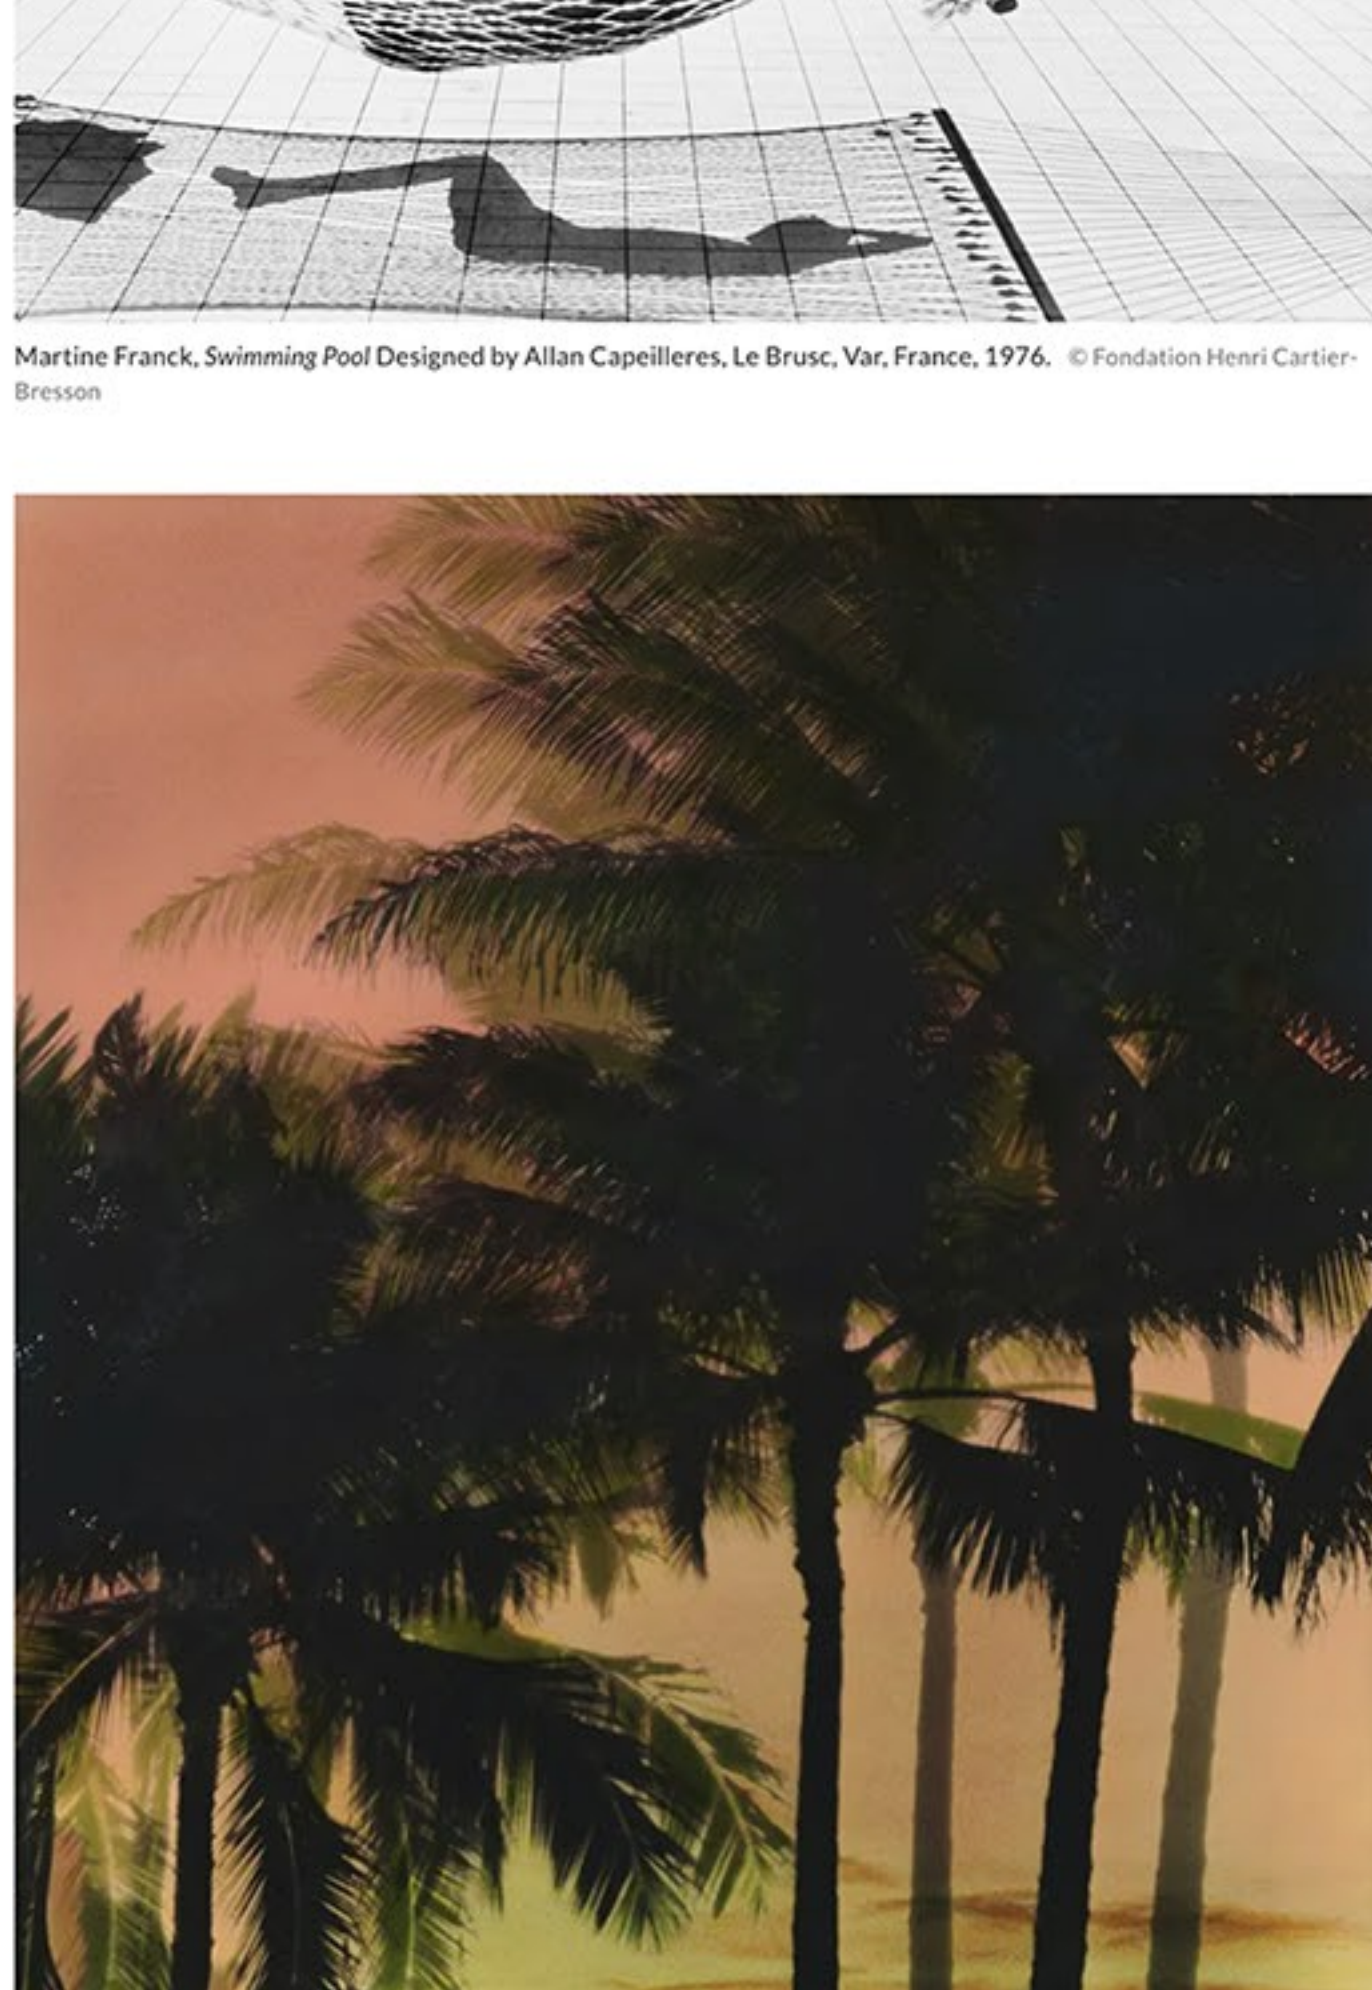 Martine Franck, Swimming Pool Designed by Allan Capeilleres, Le Brusc, Var, France, 1976. © Fondation Henri Cartier-
Bresson